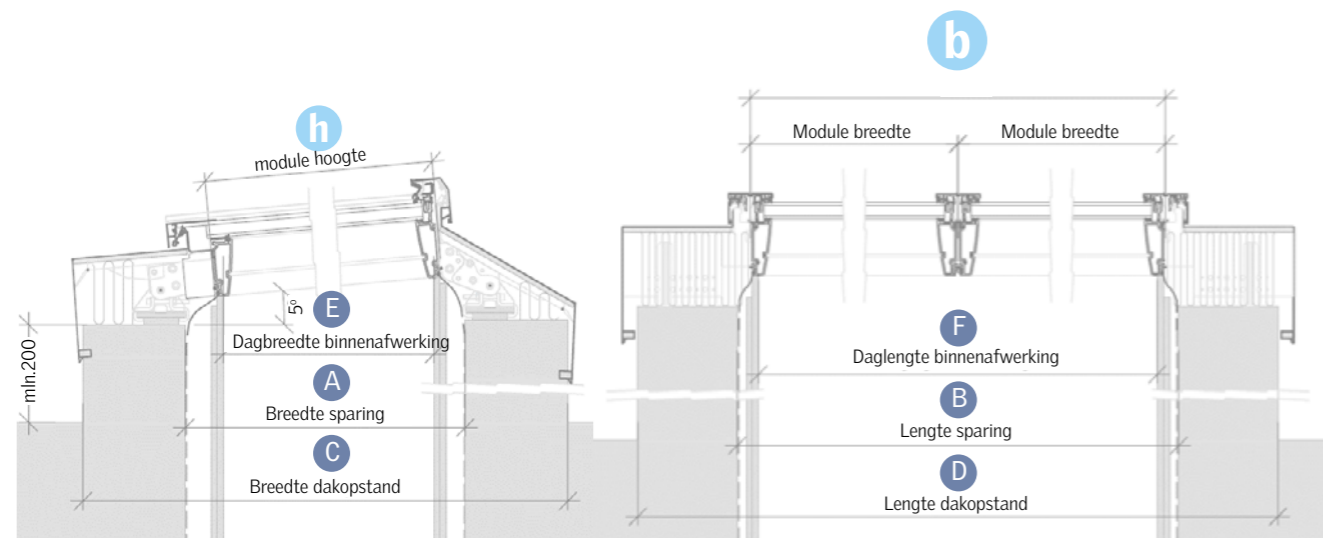 h
module hoogte
5°
E
Dagbreedte binnenafwerking
A
Breedte sparing
C
Breedte dakopstand
mln.200
b
Module breedte
Module breedte
F
Daglengte binnenafwerking
B
Lengte sparing
D
Lengte dakopstand